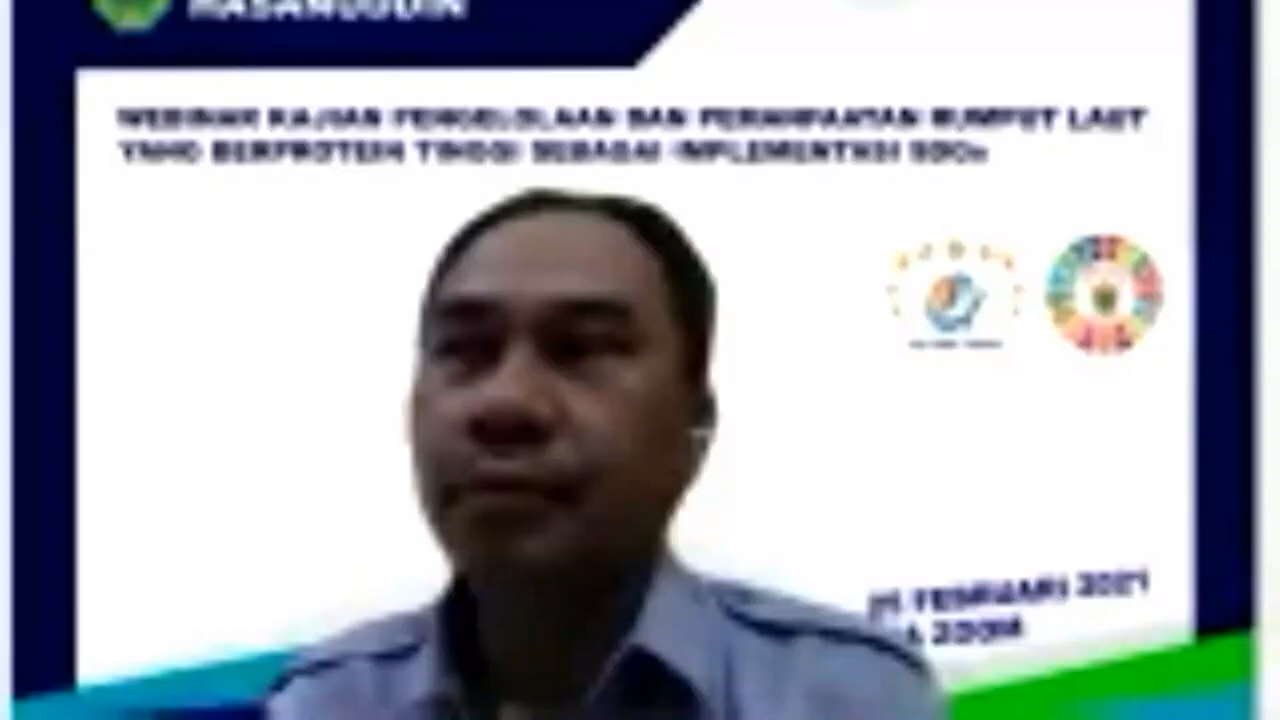 HASANUDDIN
WEBINAR KAJIAN PENGELOLAAN DAN PEMANFAATAN RUMPUT LAUT
YANG BERPROTEIN TINGGI SEBAGAI IMPLEMENTASI SDGs
FEBRUARI 2021
ZOOM